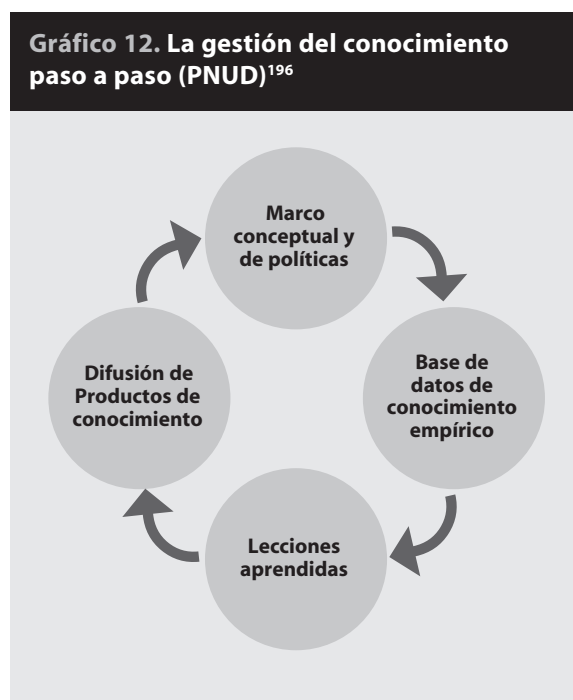 Gráfico 12. La gestión del conocimiento
paso a paso (PNUD)196
Marco
conceptual y
de políticas
Base de
datos de
conocimiento
empírico
Lecciones
aprendidas
Difusión de
Productos de
conocimiento